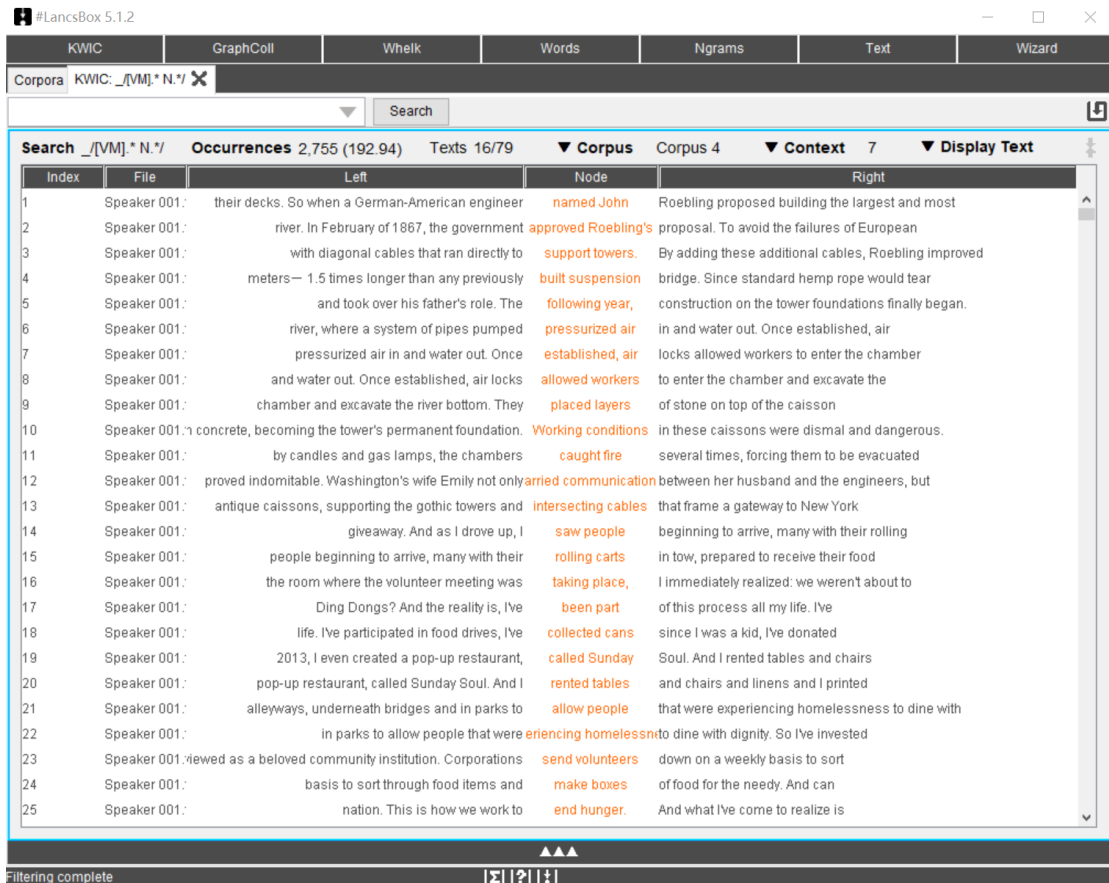 #LancsBox 5.1.2
KWIC GraphColl Whelk Words Ngrams Text Wizard
Corpora KWIC: _/[VM].* N.*/
Search
Search _/[VM].* N.*/ Occurrences 2,755 (192.94) Texts 16/79 ▼ Corpus Corpus 4 ▼ Context 7 ▼ Display Text
Index File Left Node Right
1 Speaker 001. their decks. So when a German-American engineer named John Roebling proposed building the largest and most
2 Speaker 001. river. In February of 1867, the government approved Roebling's proposal. To avoid the failures of European
3 Speaker 001. with diagonal cables that ran directly to support towers. By adding these additional cables, Roebling improved
4 Speaker 001. meters— 1.5 times longer than any previously built suspension bridge. Since standard hemp rope would tear
5 Speaker 001. and took over his father's role. The following year, construction on the tower foundations finally began.
6 Speaker 001. river, where a system of pipes pumped pressurized air in and water out. Once established, air
7 Speaker 001. pressurized air in and water out. Once established, air locks allowed workers to enter the chamber
8 Speaker 001. and water out. Once established, air locks allowed workers to enter the chamber and excavate the
9 Speaker 001. chamber and excavate the river bottom. They placed layers of stone on top of the caisson
10 Speaker 001. concrete, becoming the tower's permanent foundation. Working conditions in these caissons were dismal and dangerous.
11 Speaker 001. by candles and gas lamps, the chambers caught fire several times, forcing them to be evacuated
12 Speaker 001. proved indomitable. Washington's wife Emily not only arried communication between her husband and the engineers, but
13 Speaker 001. antique caissons, supporting the gothic towers and intersecting cables that frame a gateway to New York
14 Speaker 001. giveaway. And as I drove up, I saw people beginning to arrive, many with their rolling
15 Speaker 001. people beginning to arrive, many with their rolling carts in tow, prepared to receive their food
16 Speaker 001. the room where the volunteer meeting was taking place, I immediately realized: we weren't about to
17 Speaker 001. Ding Dongs? And the reality is, I've been part of this process all my life. I've
18 Speaker 001. life. I've participated in food drives, I've collected cans since I was a kid, I've donated
19 Speaker 001. 2013, I even created a pop-up restaurant, called Sunday Soul. And I rented tables and chairs
20 Speaker 001. pop-up restaurant, called Sunday Soul. And I rented tables and chairs and linens and I printed
21 Speaker 001. alleyways, underneath bridges and in parks to allow people that were experiencing homelessness to dine with
22 Speaker 001. in parks to allow people that were eriencing homelessn to dine with dignity. So I've invested
23 Speaker 001. iewed as a beloved community institution. Corporations send volunteers down on a weekly basis to sort
24 Speaker 001. basis to sort through food items and make boxes of food for the needy. And can
25 Speaker 001. nation. This is how we work to end hunger. And what I've come to realize is
▲▲▲
Filtering complete |Σ| |?| |‡|